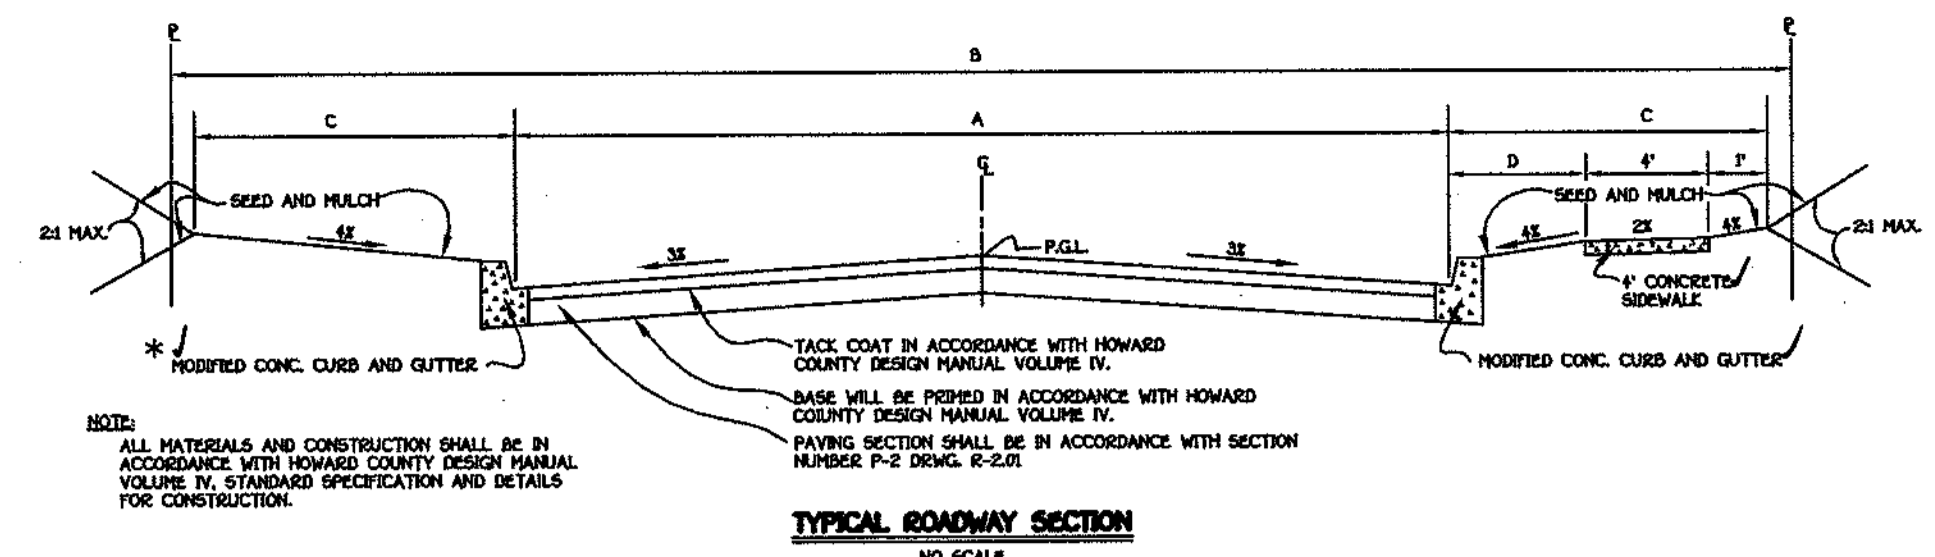 P̲L
P̲L
B
C
A
C
C̲L
D
4'
1'
SEED AND MULCH
SEED AND MULCH
2:1 MAX.
4%
3%
P.G.L.
3%
4%
2%
4%
2:1 MAX.
4' CONCRETE
SIDEWALK
*
MODIFIED CONC. CURB AND GUTTER
TACK COAT IN ACCORDANCE WITH HOWARD
COUNTY DESIGN MANUAL VOLUME IV.
MODIFIED CONC. CURB AND GUTTER
BASE WILL BE PRIMED IN ACCORDANCE WITH HOWARD
COIUNTY DESIGN MANUAL VOLUME IV.
PAVING SECTION SHALL BE IN ACCORDANCE WITH SECTION
NUMBER P-2 DRWG. R-2.01
NOTE:
ALL MATERIALS AND CONSTRUCTION SHALL BE IN
ACCORDANCE WITH HOWARD COUNTY DESIGN MANUAL
VOLUME IV, STANDARD SPECIFICATION AND DETAILS
FOR CONSTRUCTION.
TYPICAL ROADWAY SECTION
NO SCALE